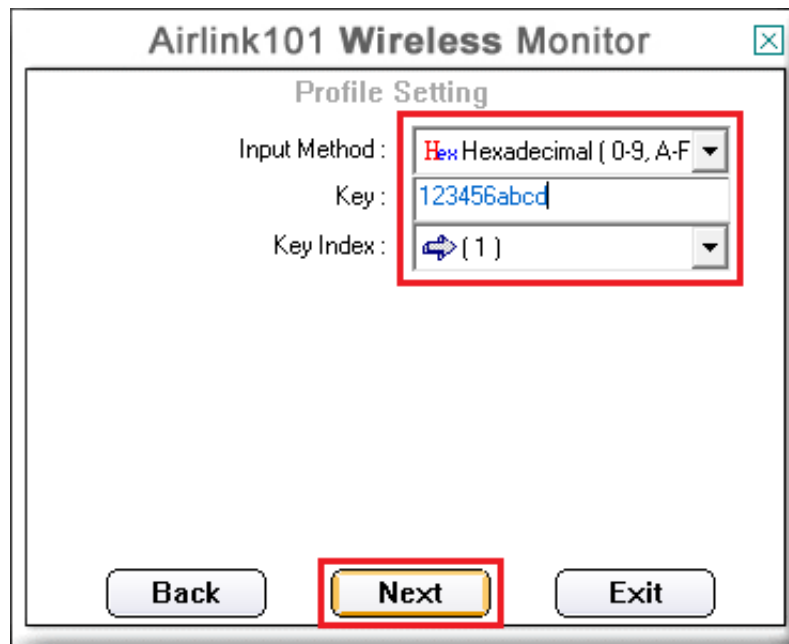 Airlink101 Wireless Monitor
Profile Setting
Input Method : Hex Hexadecimal ( 0-9, A-F
Key : 123456abcd
Key Index : ( 1 )
Back Next Exit